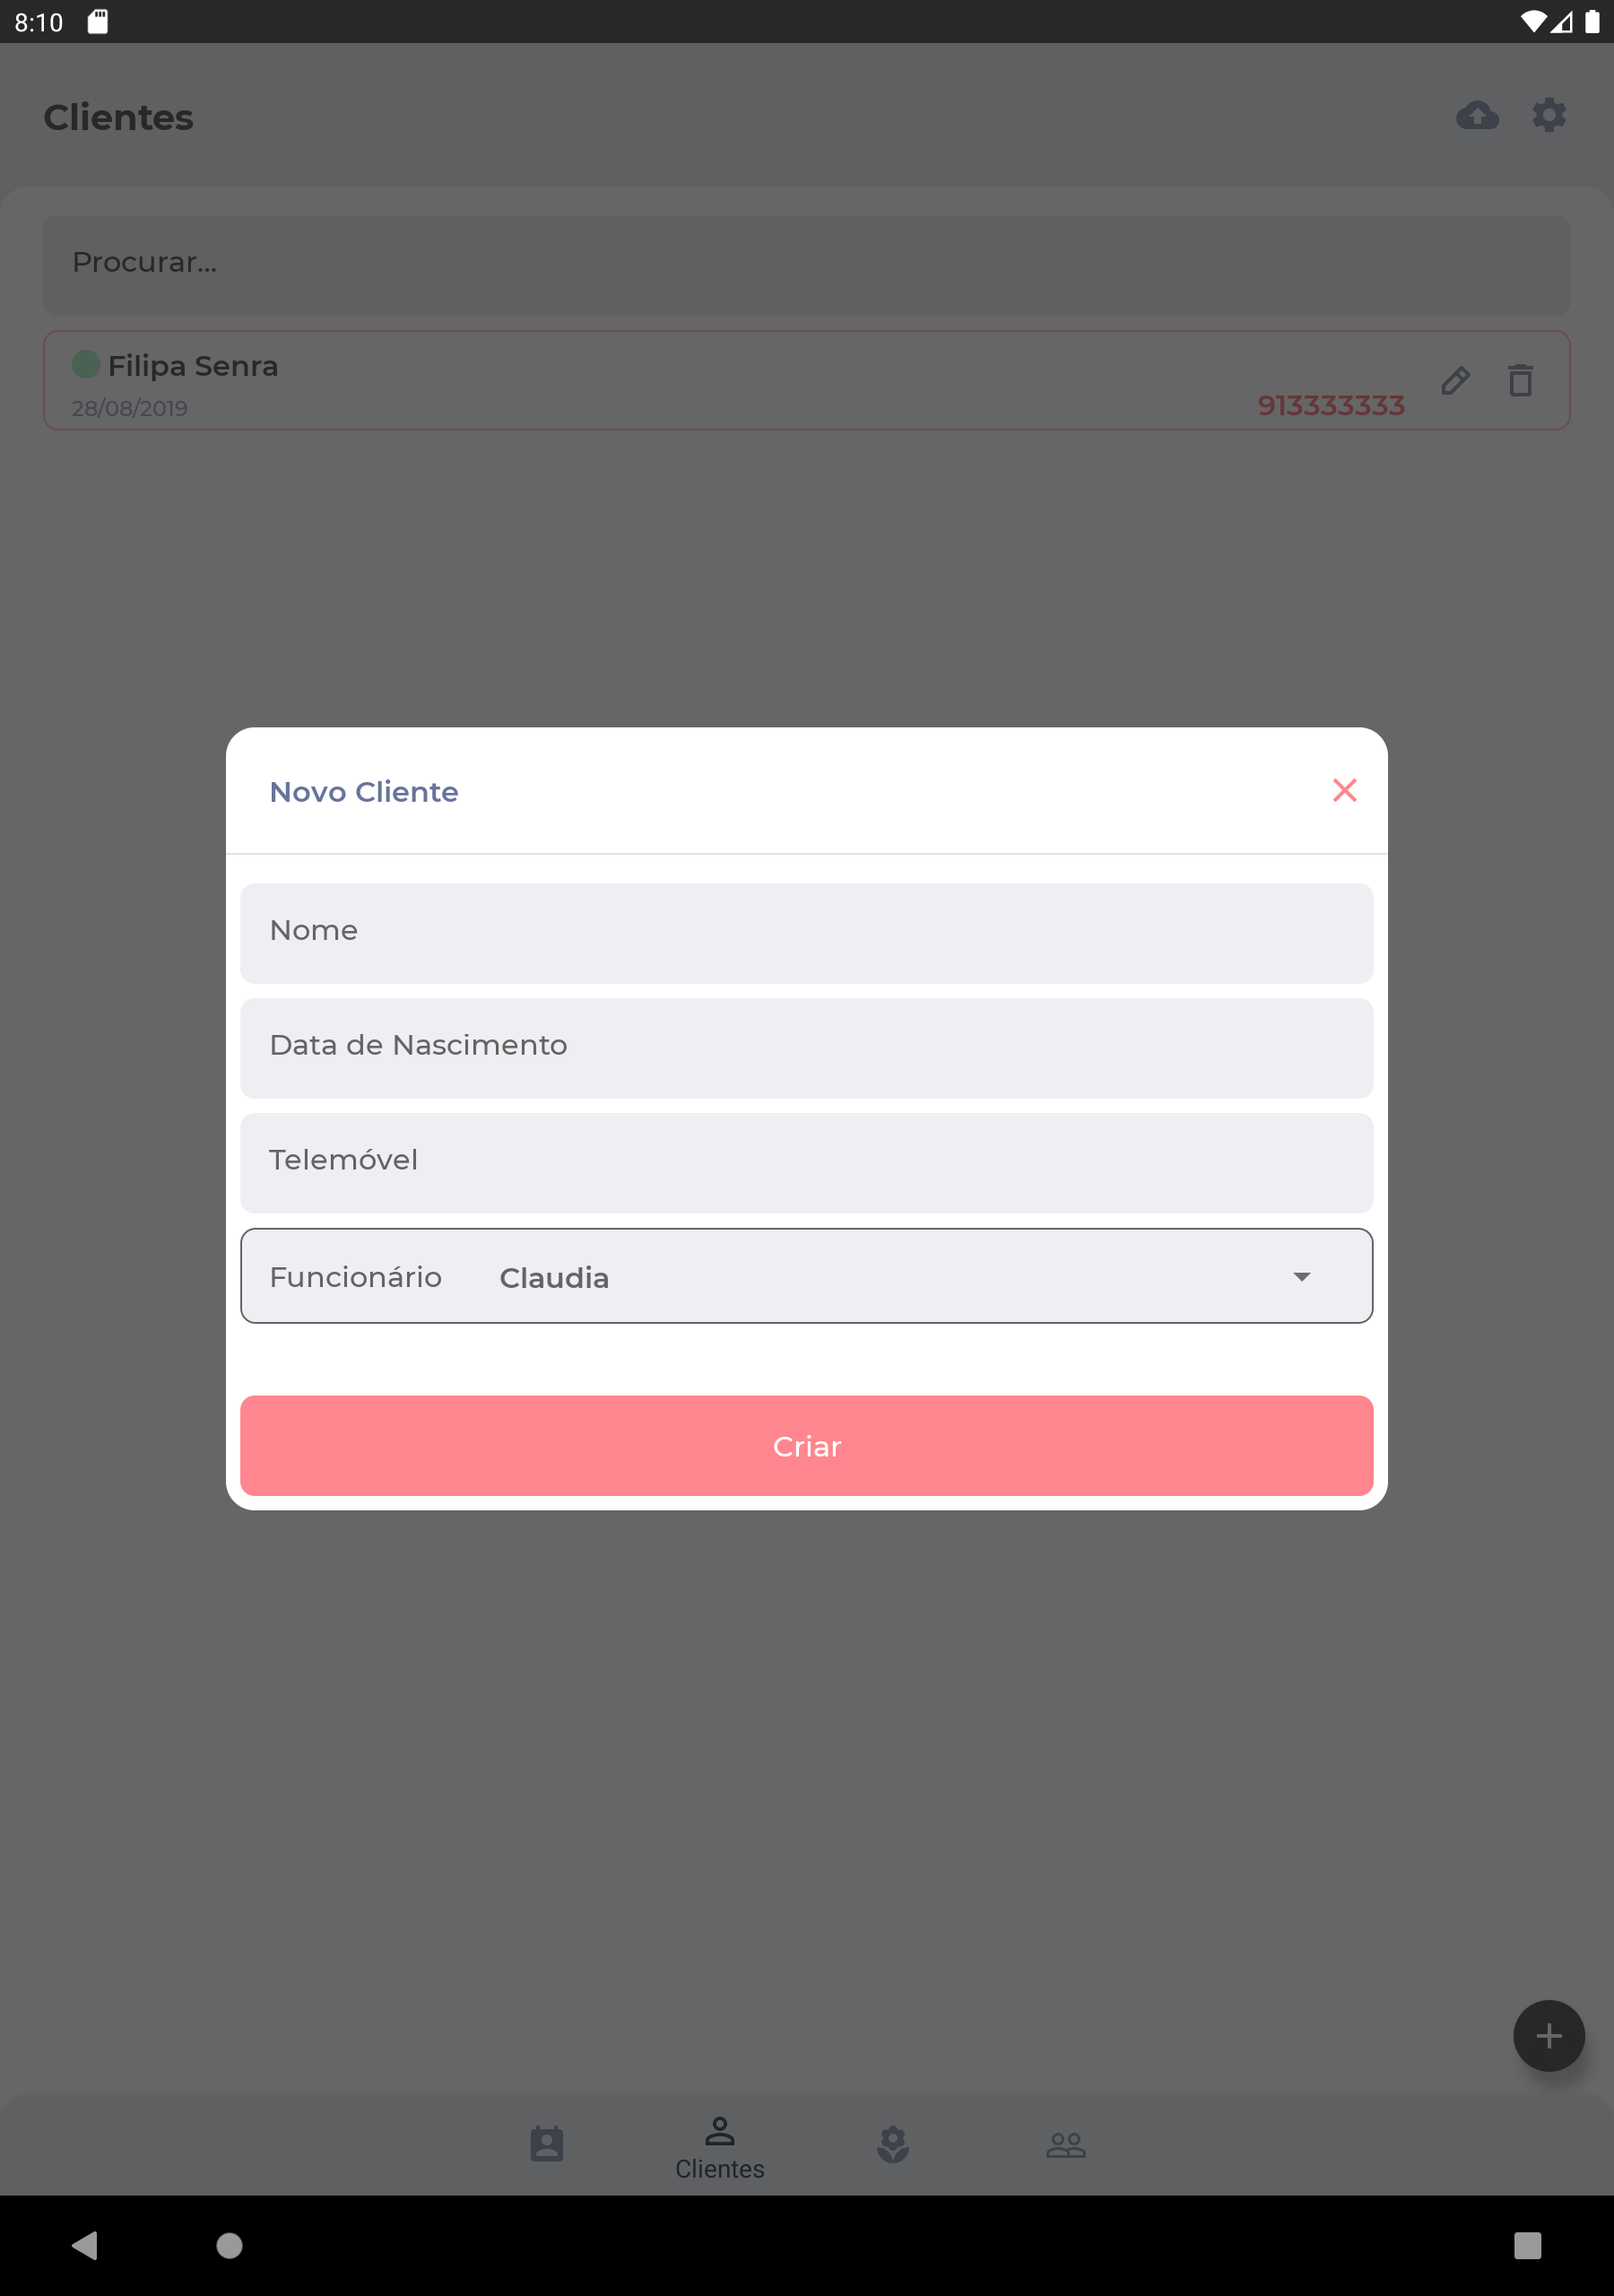 8:10
Clientes
Procurar...
Filipa Senra
28/08/2019
913333333
Novo Cliente
Nome
Data de Nascimento
Telemóvel
Funcionário Claudia
Criar
Clientes